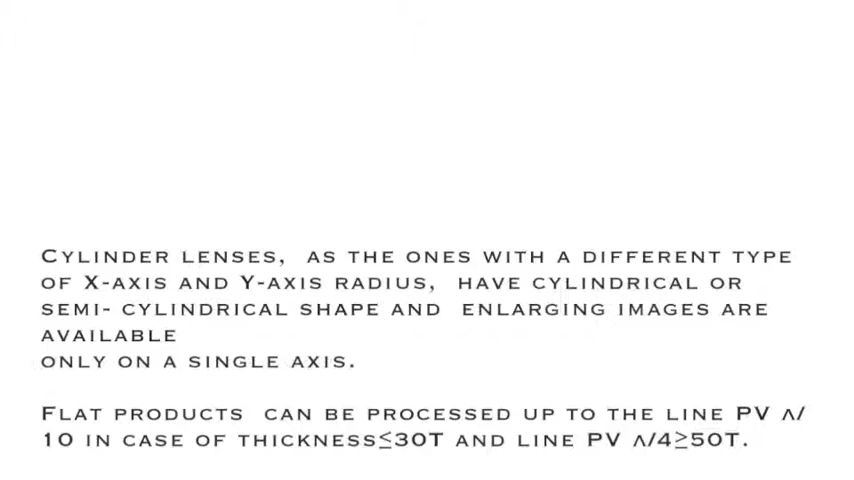 Cylinder lenses, as the ones with a different type
of X-axis and Y-axis radius, have cylindrical or
semi- cylindrical shape and enlarging images are
available
only on a single axis.
Flat products can be processed up to the line PV Λ/
10 in case of thickness≤30T and line PV Λ/4≥50T.